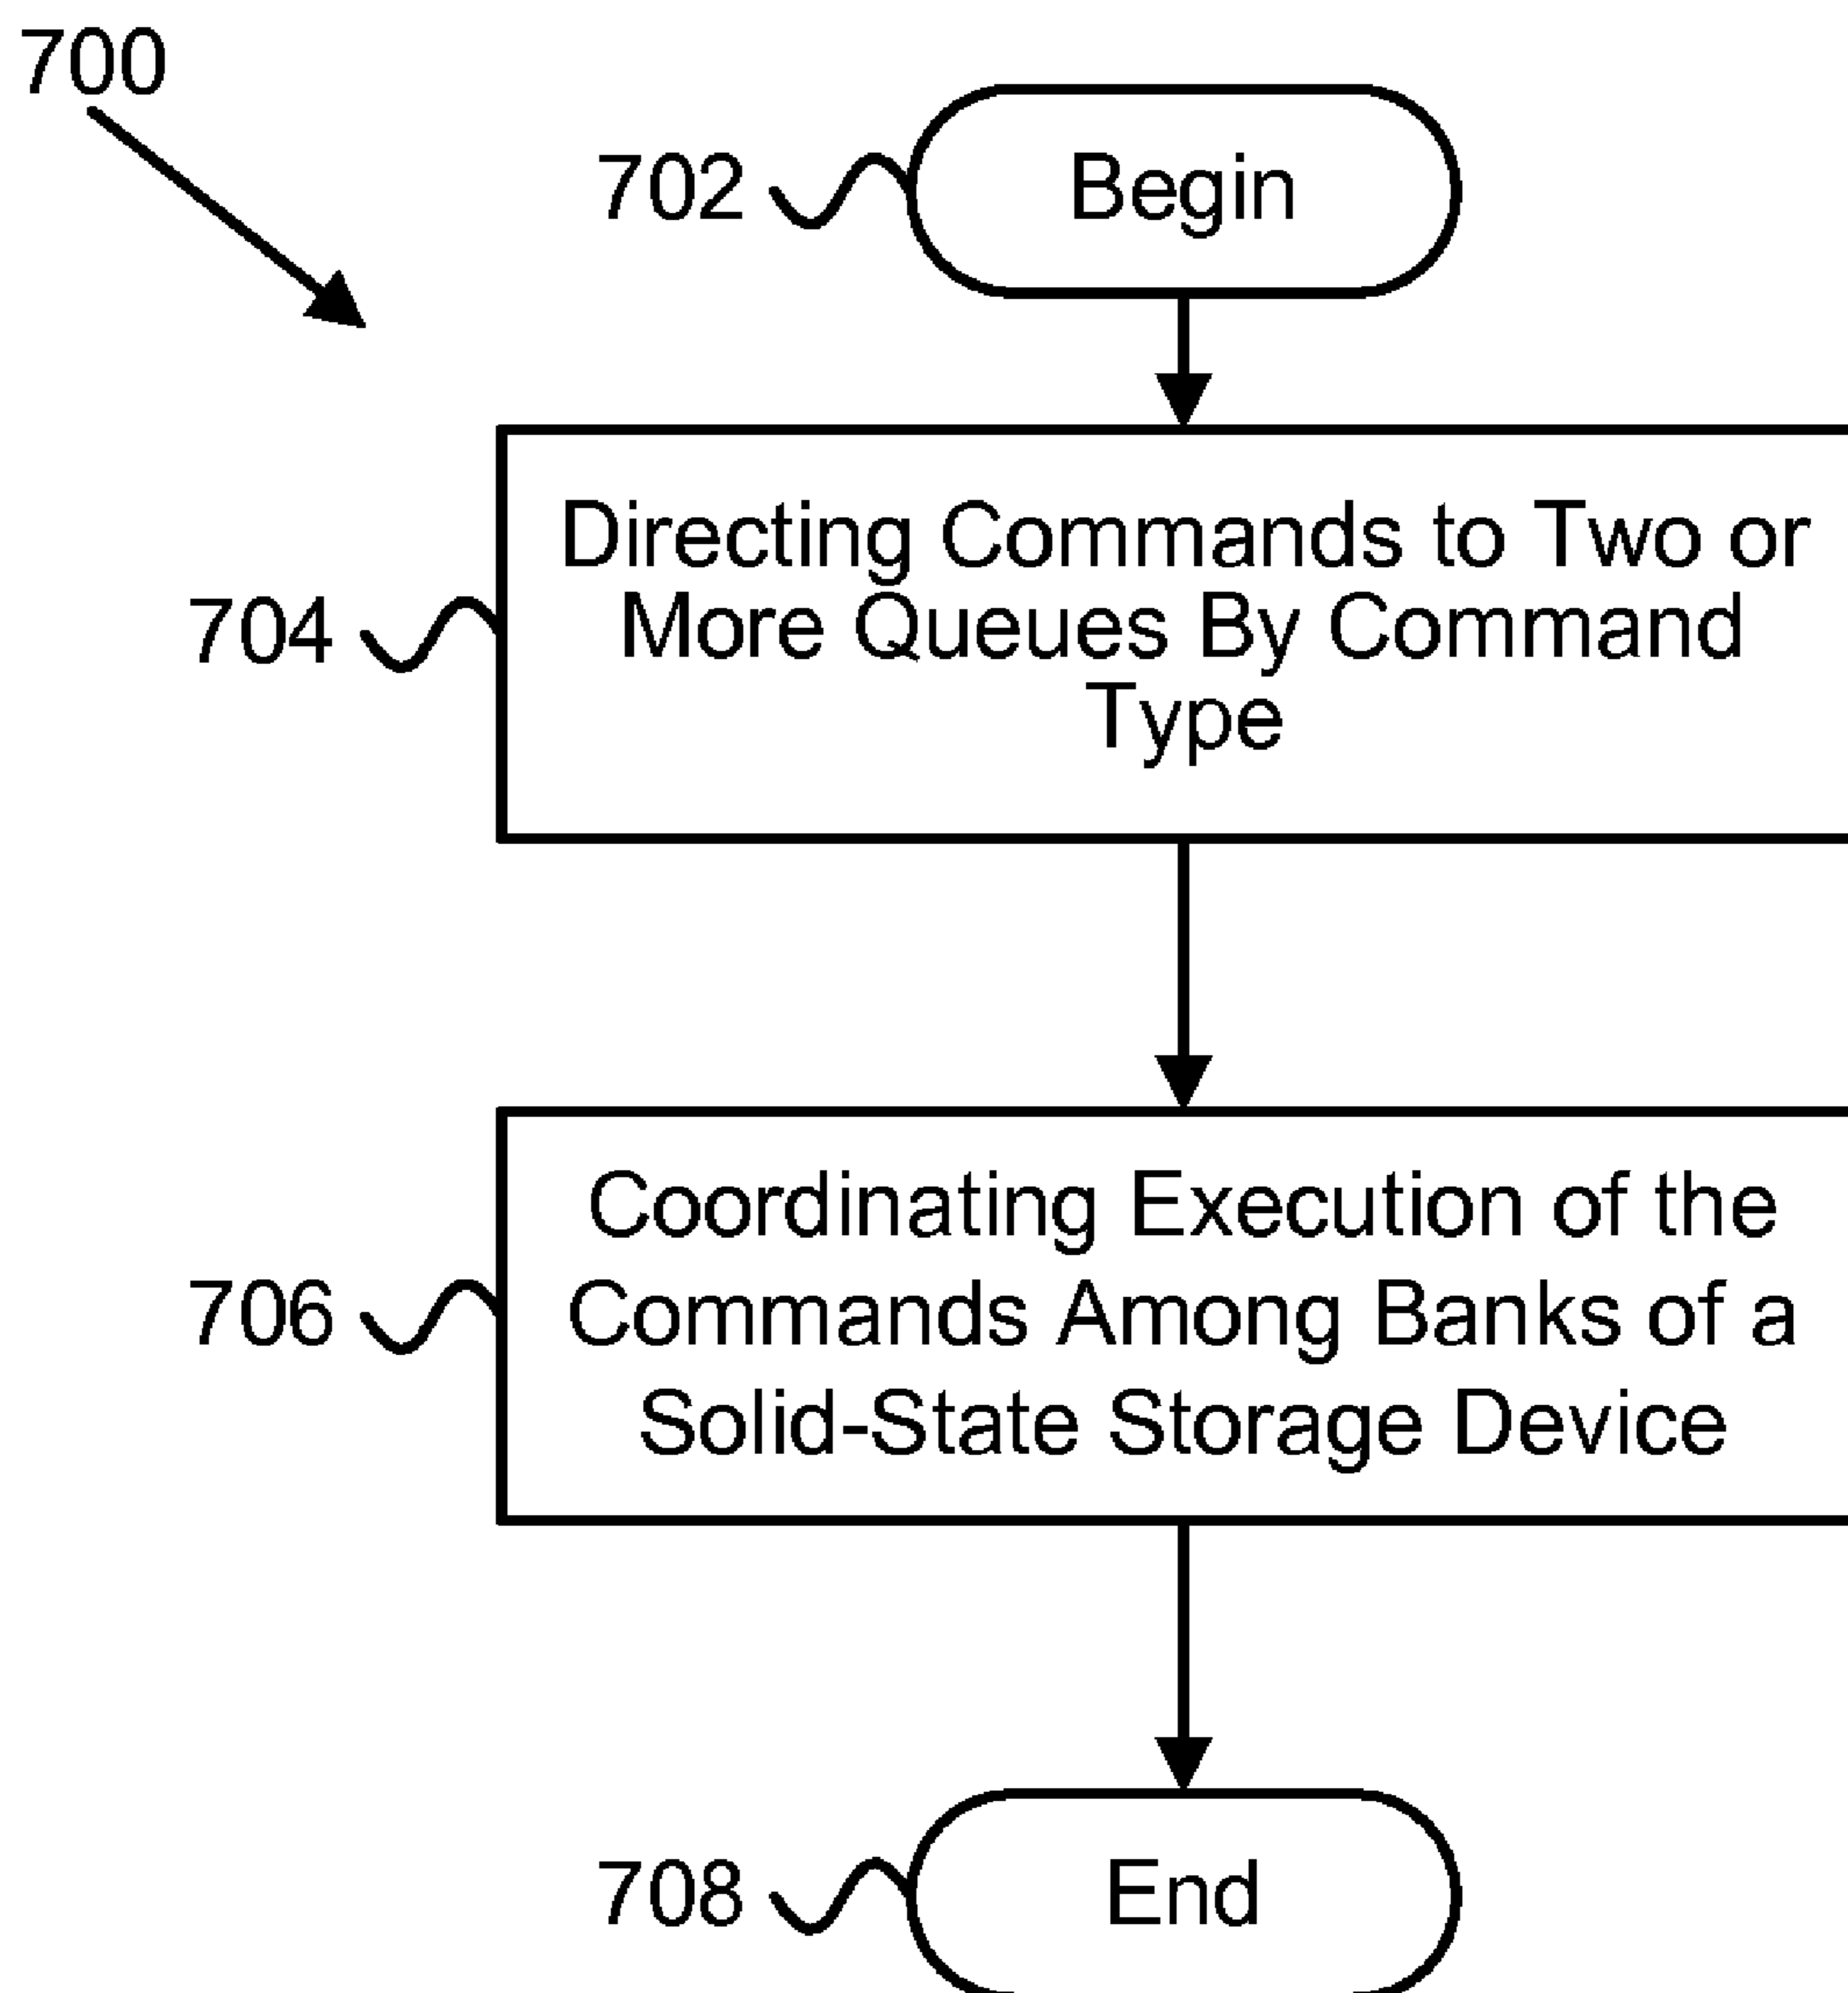 700
702
Begin
704
Directing Commands to Two or
More Queues By Command
Type
706
Coordinating Execution of the
Commands Among Banks of a
Solid-State Storage Device
708
End